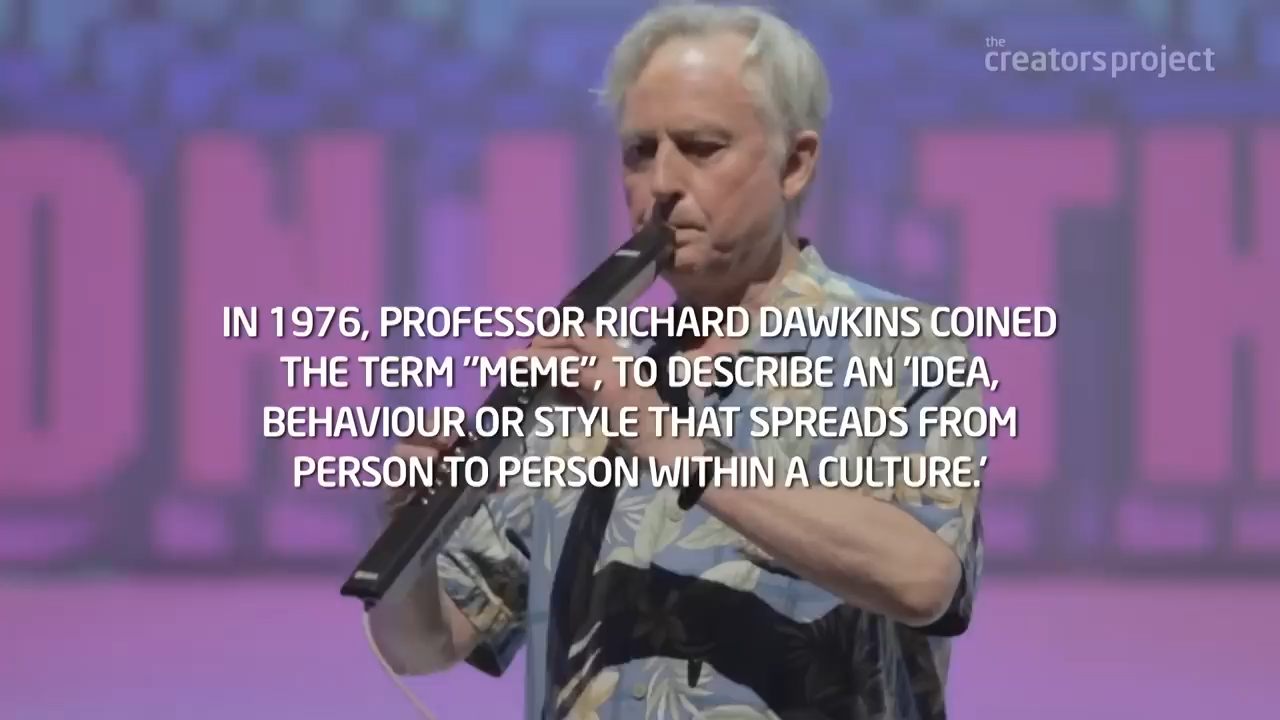 the
creatorsproject
IN 1976, PROFESSOR RICHARD DAWKINS COINED
THE TERM "MEME", TO DESCRIBE AN 'IDEA,
BEHAVIOUR OR STYLE THAT SPREADS FROM
PERSON TO PERSON WITHIN A CULTURE.'